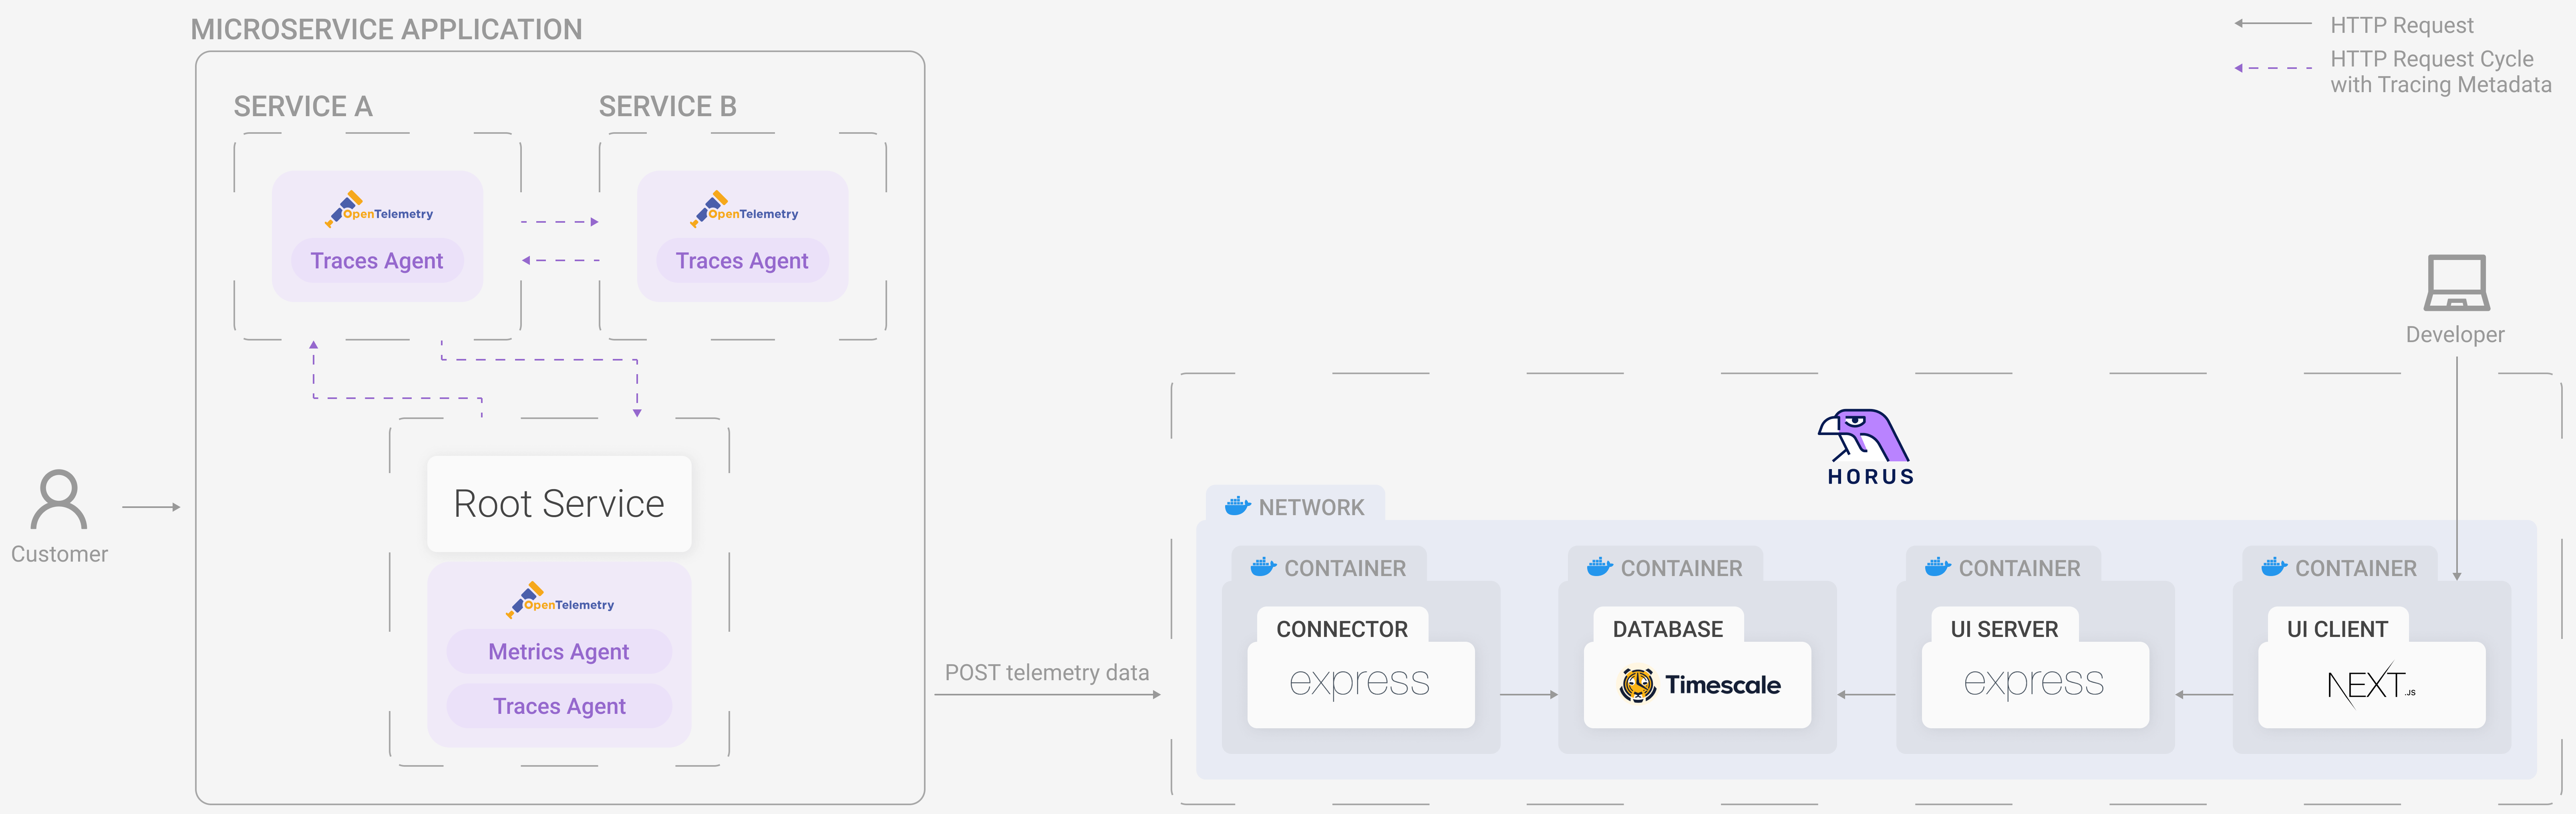 MICROSERVICE APPLICATION
HTTP Request
HTTP Request Cycle
with Tracing Metadata
SERVICE A
SERVICE B
OpenTelemetry
Traces Agent
OpenTelemetry
Traces Agent
Developer
Customer
Root Service
OpenTelemetry
Metrics Agent
Traces Agent
POST telemetry data
HORUS
NETWORK
CONTAINER
CONNECTOR
express
CONTAINER
DATABASE
Timescale
CONTAINER
UI SERVER
express
CONTAINER
UI CLIENT
NEXT.JS